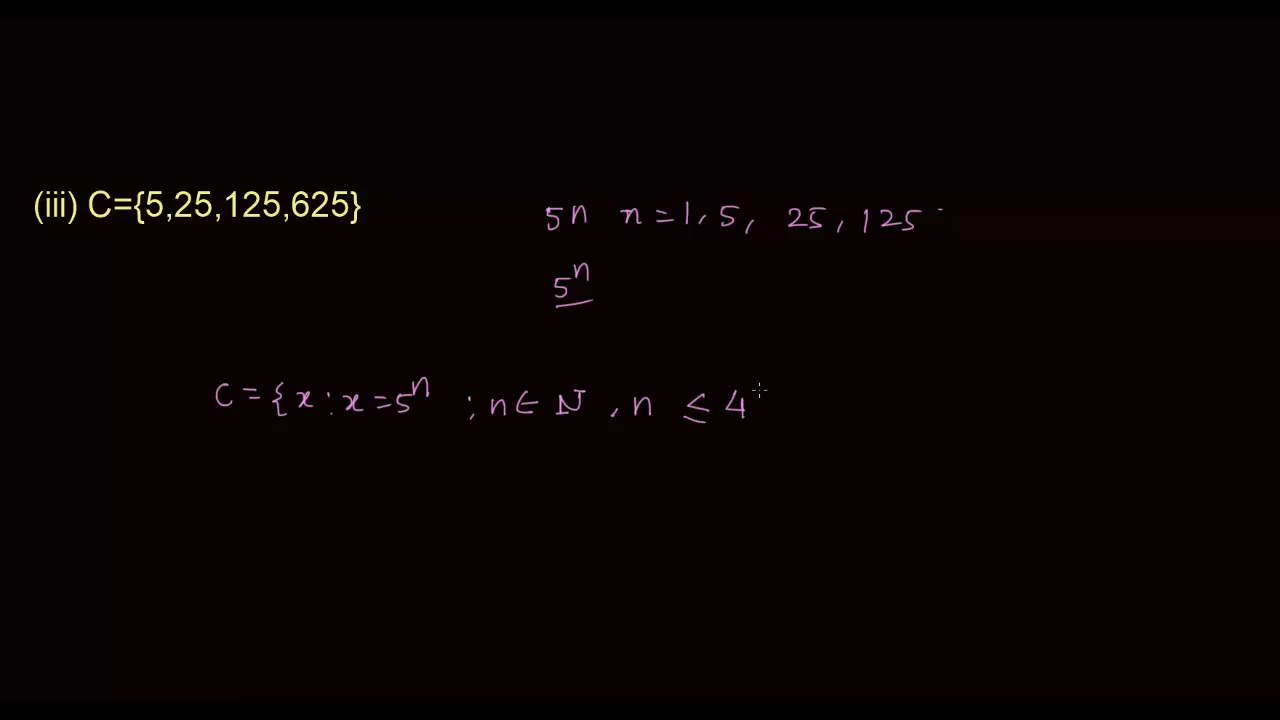 (iii) C={5,25,125,625}
5ⁿ n = 1, 5, 25, 125
5ⁿ
C = {x : x = 5ⁿ ; n ∈ N , n ≤ 4